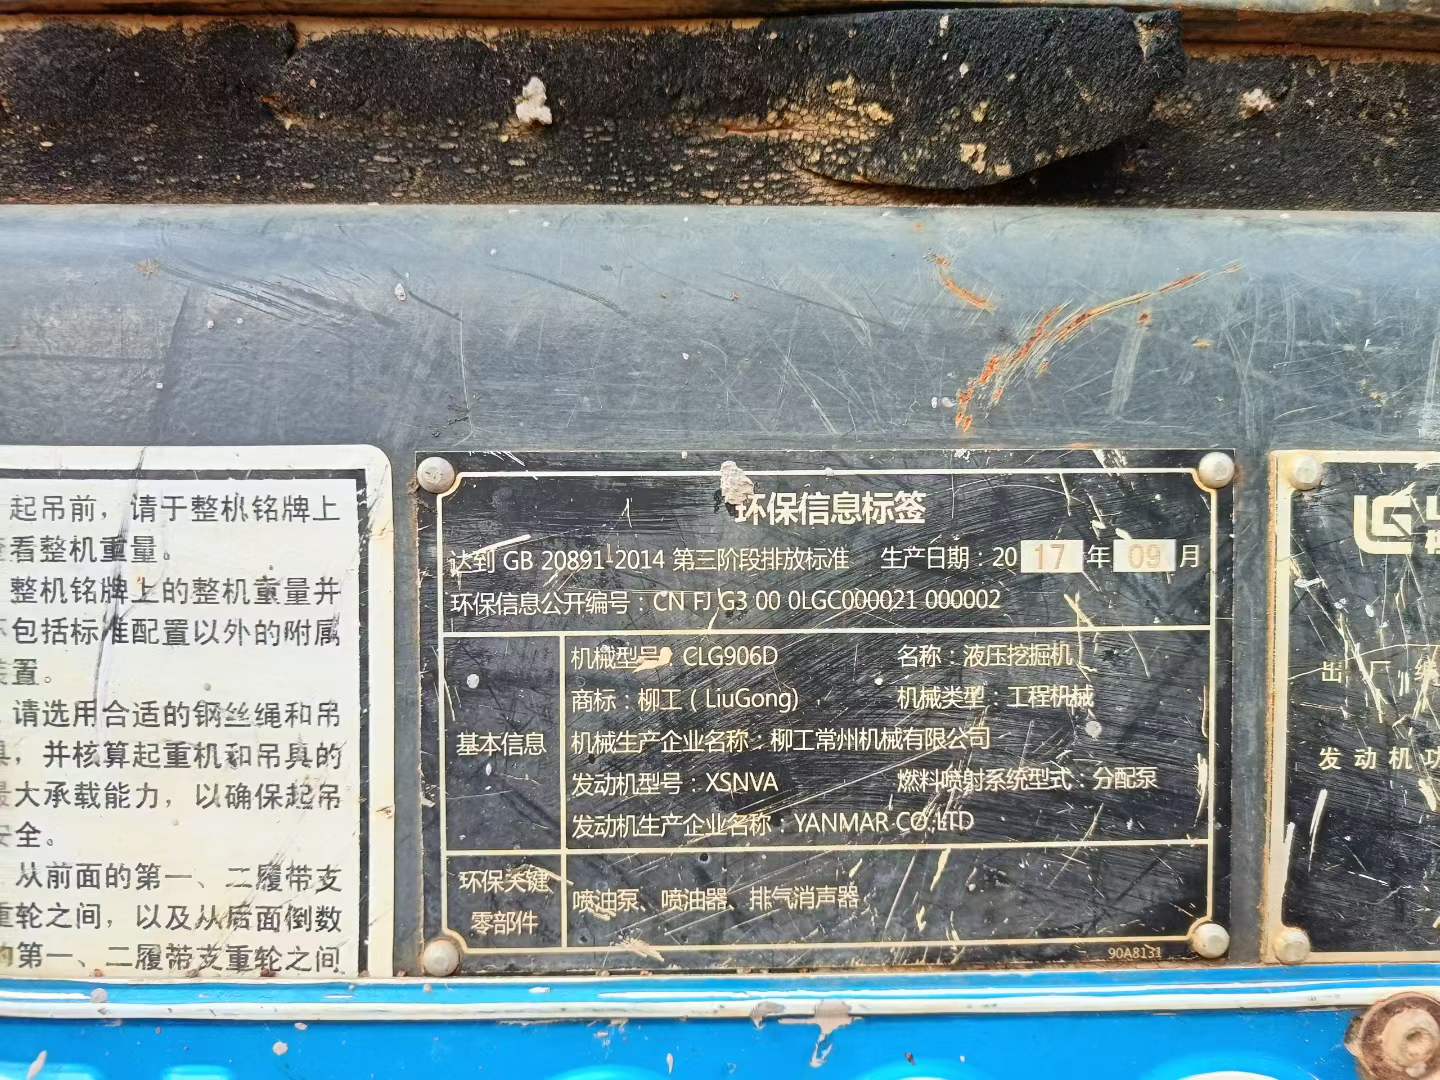 起吊前，请于整机铭牌上
查看整机重量。
整机铭牌上的整机重量并
不包括标准配置以外的附属
装置。
请选用合适的钢丝绳和吊
具，并核算起重机和吊具的
最大承载能力，以确保起吊
安全。
从前面的第一、二履带支
重轮之间，以及从后面倒数
的第一、二履带支重轮之间
环保信息标签
达到 GB 20891-2014 第三阶段排放标准 生产日期：20 17 年 09 月
环保信息公开编号：CN FJ G3 00 0LGC000021 000002
基本信息
机械型号：CLG906D 名称：液压挖掘机
商标：柳工（LiuGong） 机械类型：工程机械
机械生产企业名称：柳工常州机械有限公司
发动机型号：XSNVA 燃料喷射系统型式：分配泵
发动机生产企业名称：YANMAR CO.,LTD
环保关键
零部件
喷油泵、喷油器、排气消声器
90A8131
LG
出厂编
发动机功